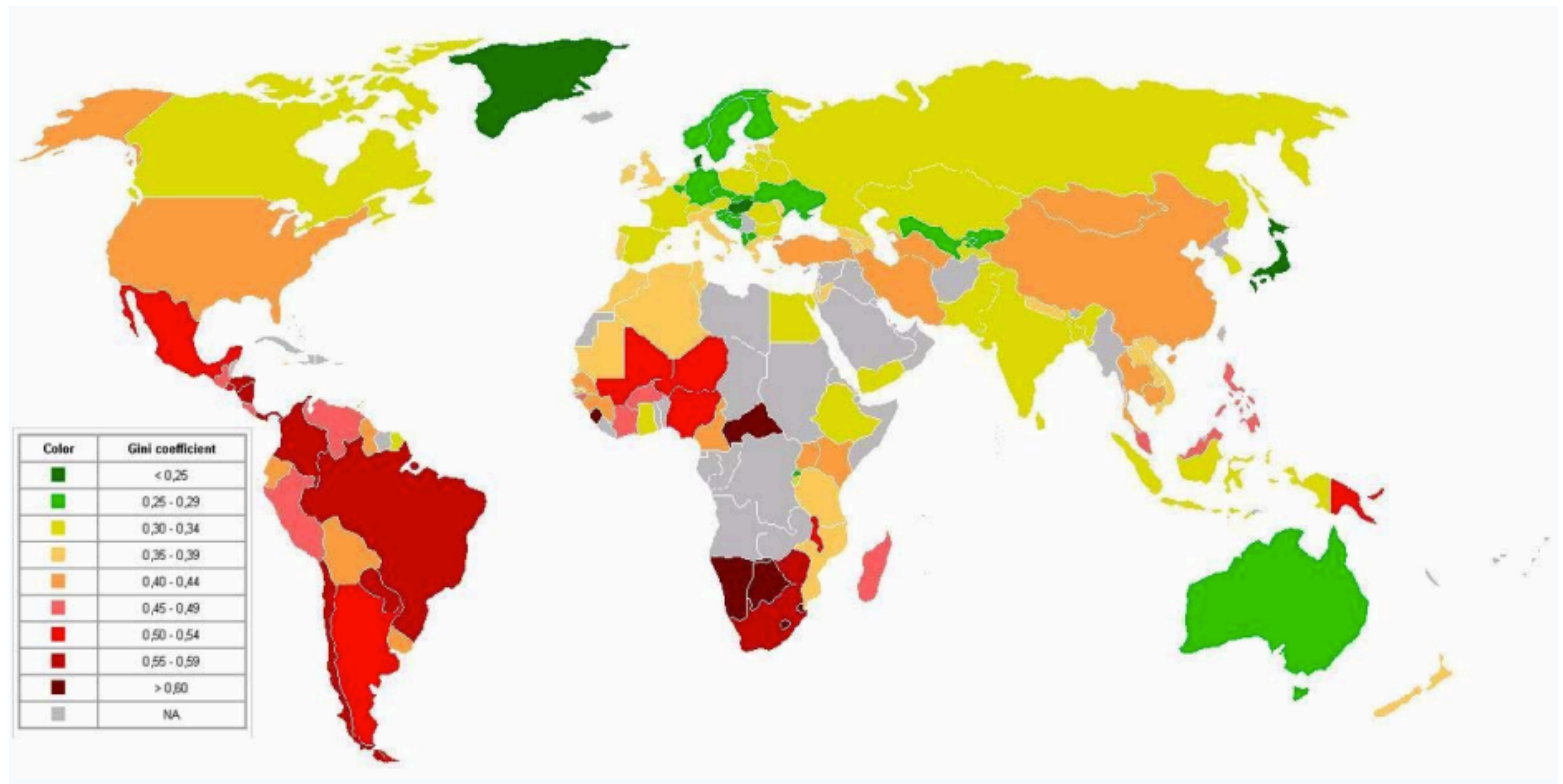 Color Gini coefficient
< 0,25
0,25 - 0,29
0,30 - 0,34
0,35 - 0,39
0,40 - 0,44
0,45 - 0,49
0,50 - 0,54
0,55 - 0,59
> 0,60
NA